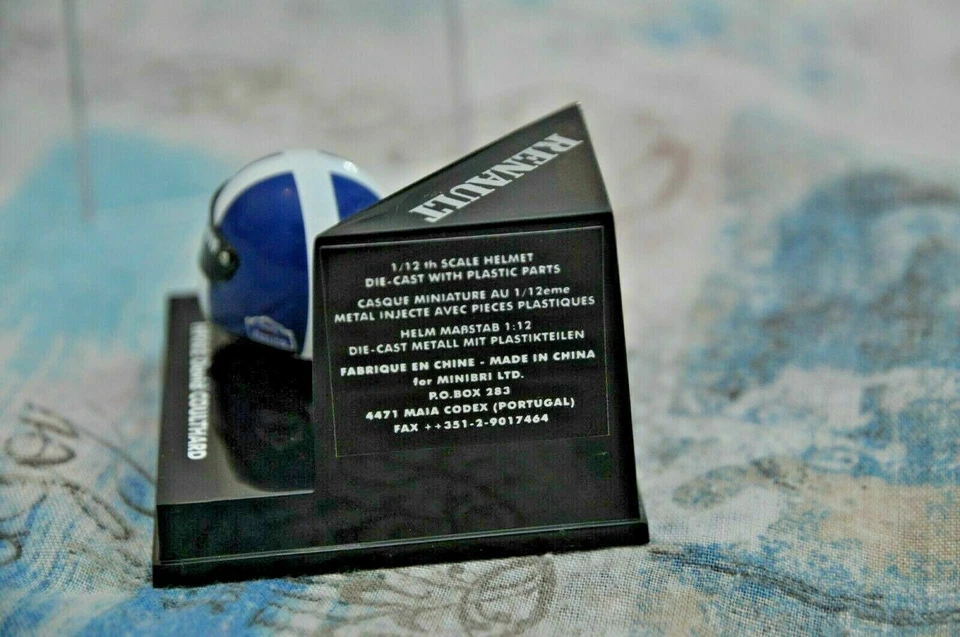 RENAULT
1/12 th SCALE HELMET
DIE-CAST WITH PLASTIC PARTS
CASQUE MINIATURE AU 1/12eme
METAL INJECTE AVEC PIECES PLASTIQUES
HELM MAßSTAB 1:12
DIE-CAST METALL MIT PLASTIKTEILEN
FABRIQUE EN CHINE - MADE IN CHINA
for MINIBRI LTD.
P.O.BOX 283
4471 MAIA CODEX (PORTUGAL)
FAX ++351-2-9017464
David COULTHARD